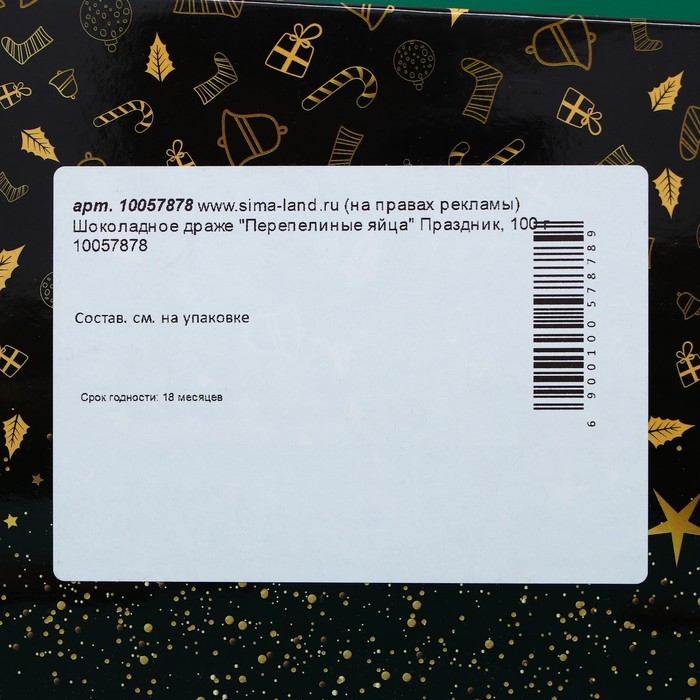 арт. 10057878 www.sima-land.ru (на правах рекламы)
Шоколадное драже "Перепелиные яйца" Праздник, 100 г
10057878
Состав. см. на упаковке
Срок годности: 18 месяцев
6 900100 578789